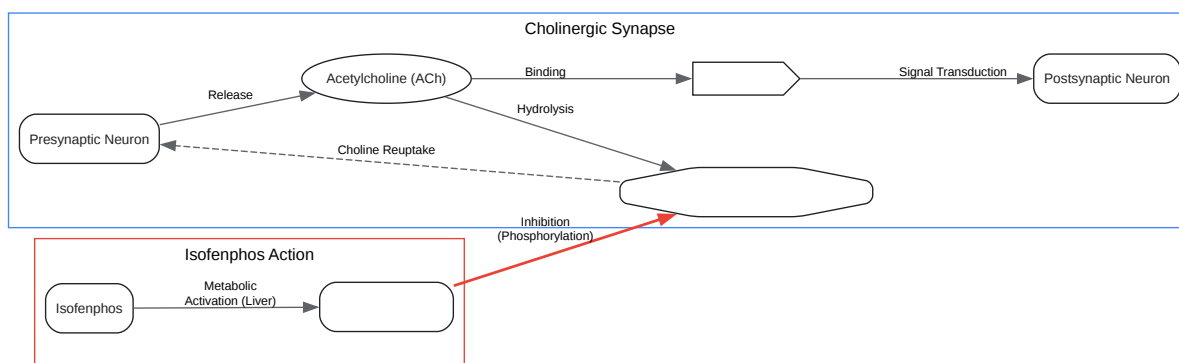 Cholinergic Synapse
Acetylcholine (ACh)
Binding
Signal Transduction
Postsynaptic Neuron
Release
Hydrolysis
Presynaptic Neuron
Choline Reuptake
Inhibition
(Phosphorylation)
Isofenphos Action
Metabolic
Activation (Liver)
Isofenphos